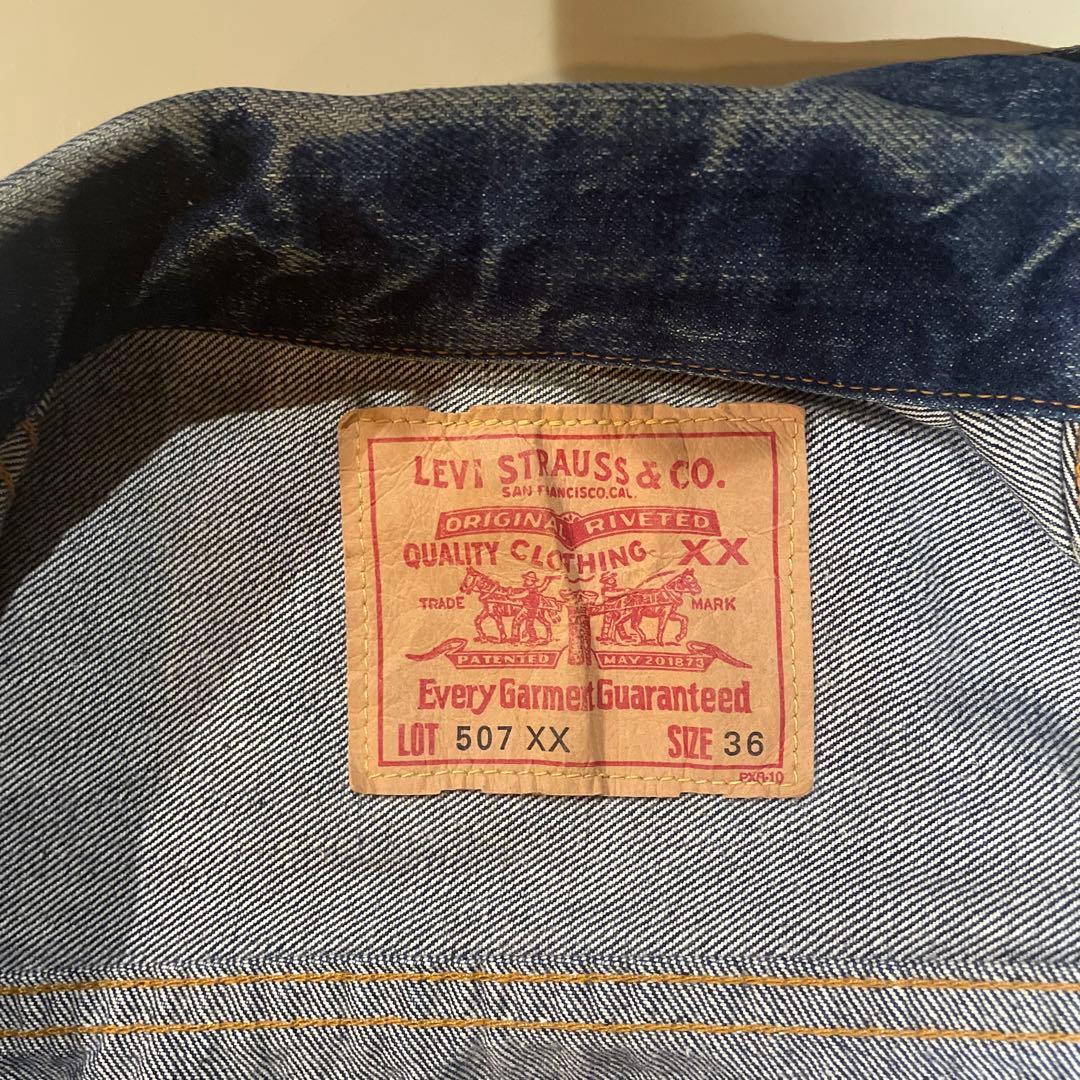 LEVI STRAUSS & CO.
SAN FRANCISCO, CAL.
ORIGINAL RIVETED
QUALITY CLOTHING XX
TRADE MARK
PATENTED MAY 20 1873
Every Garment Guaranteed
LOT 507 XX SIZE 36